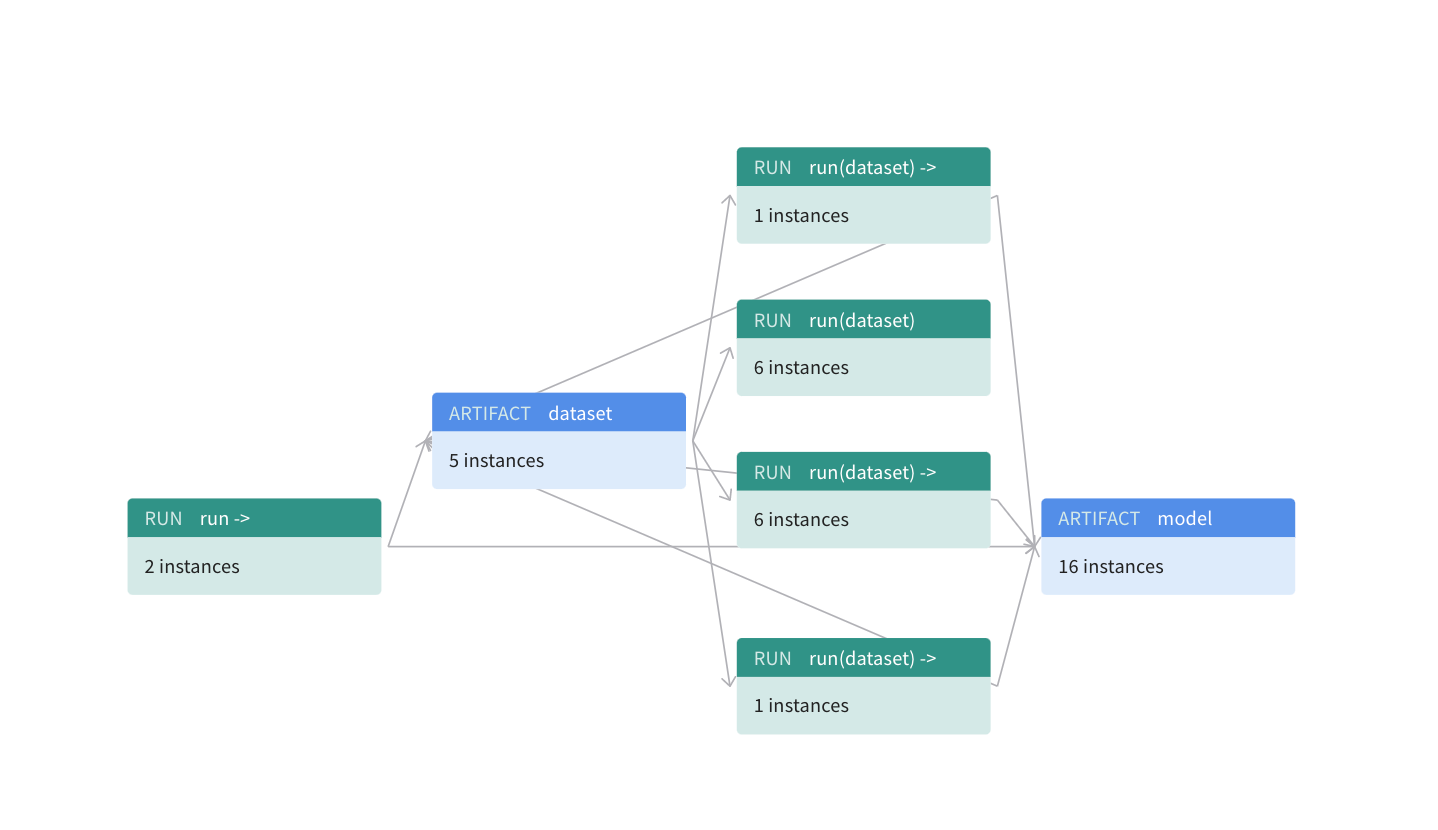 RUN run ->
2 instances
ARTIFACT dataset
5 instances
RUN run(dataset) ->
1 instances
RUN run(dataset)
6 instances
RUN run(dataset) ->
6 instances
RUN run(dataset) ->
1 instances
ARTIFACT model
16 instances